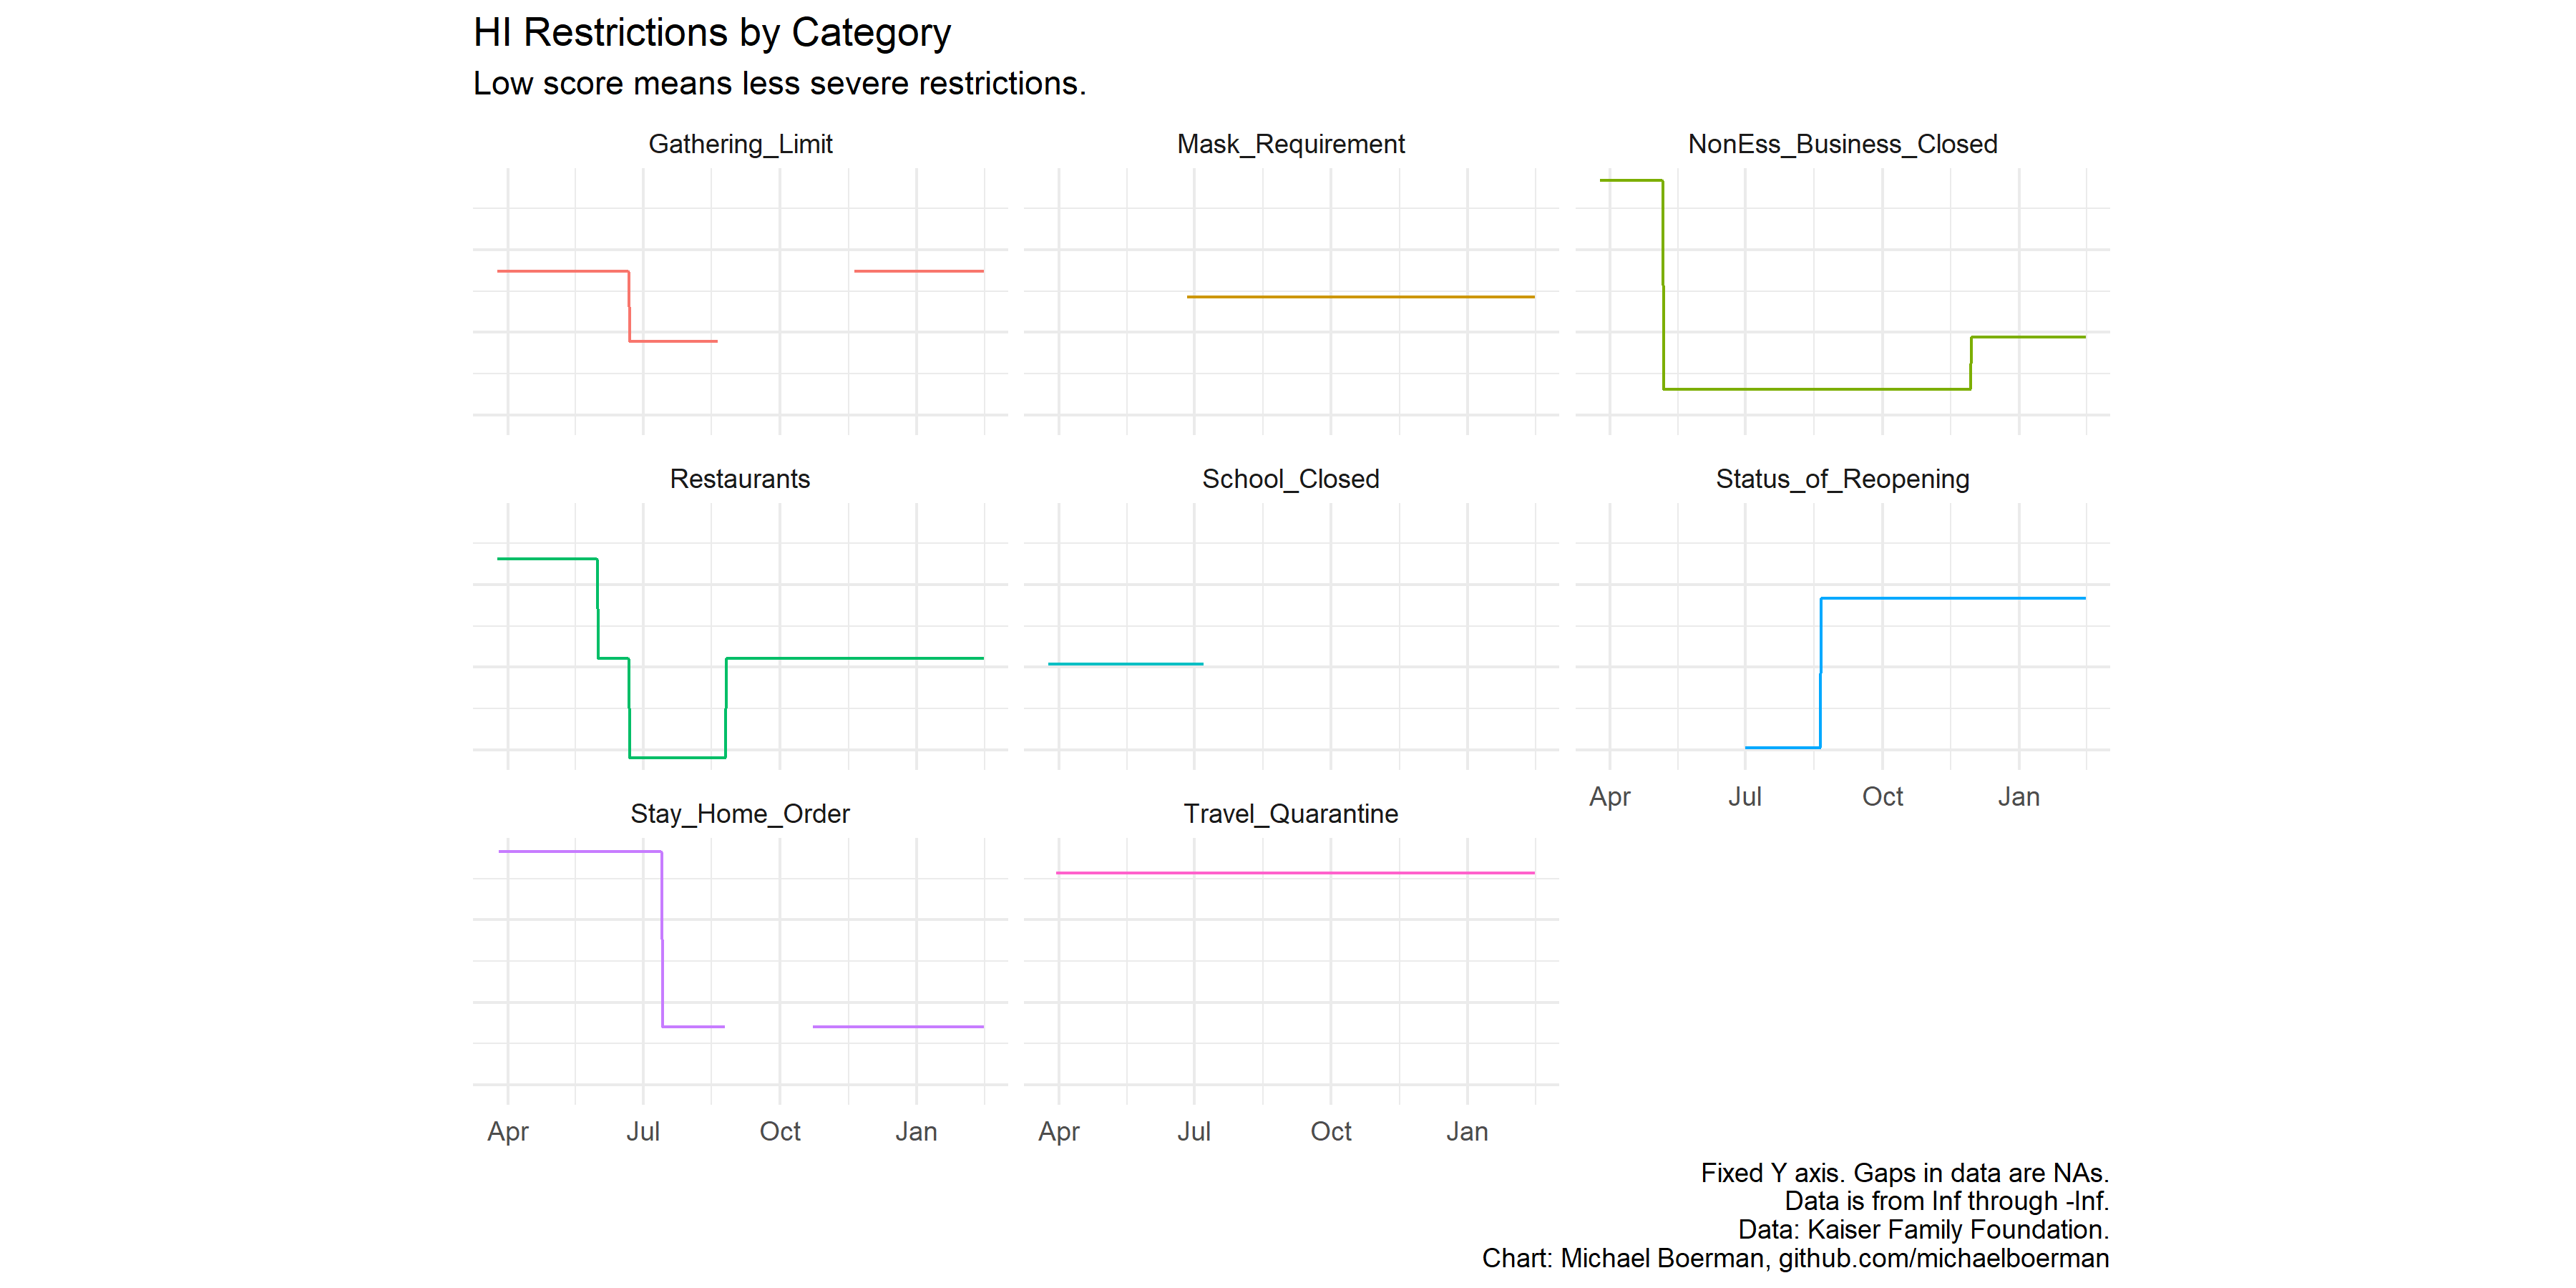 HI Restrictions by Category
Low score means less severe restrictions.
Gathering_Limit
Mask_Requirement
NonEss_Business_Closed
Restaurants
School_Closed
Status_of_Reopening
Apr Jul Oct Jan
Stay_Home_Order
Travel_Quarantine
Apr Jul Oct Jan
Apr Jul Oct Jan
Fixed Y axis. Gaps in data are NAs.
Data is from Inf through -Inf.
Data: Kaiser Family Foundation.
Chart: Michael Boerman, github.com/michaelboerman